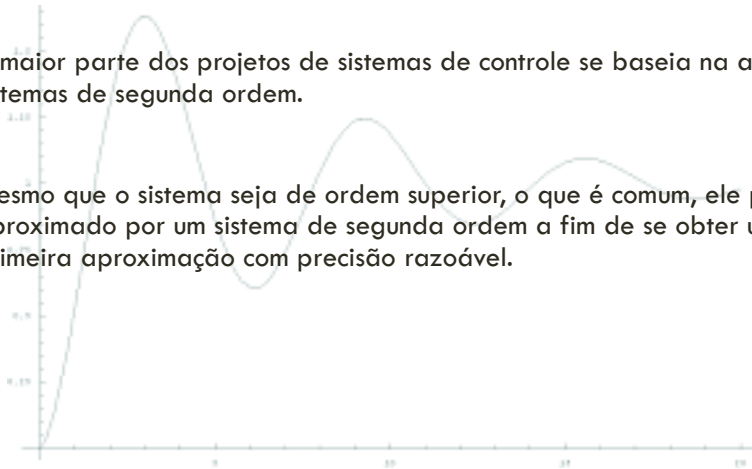 maior parte dos projetos de sistemas de controle se baseia na a
temas de segunda ordem.
esmo que o sistema seja de ordem superior, o que é comum, ele p
proximado por um sistema de segunda ordem a fim de se obter u
imeira aproximação com precisão razoável.